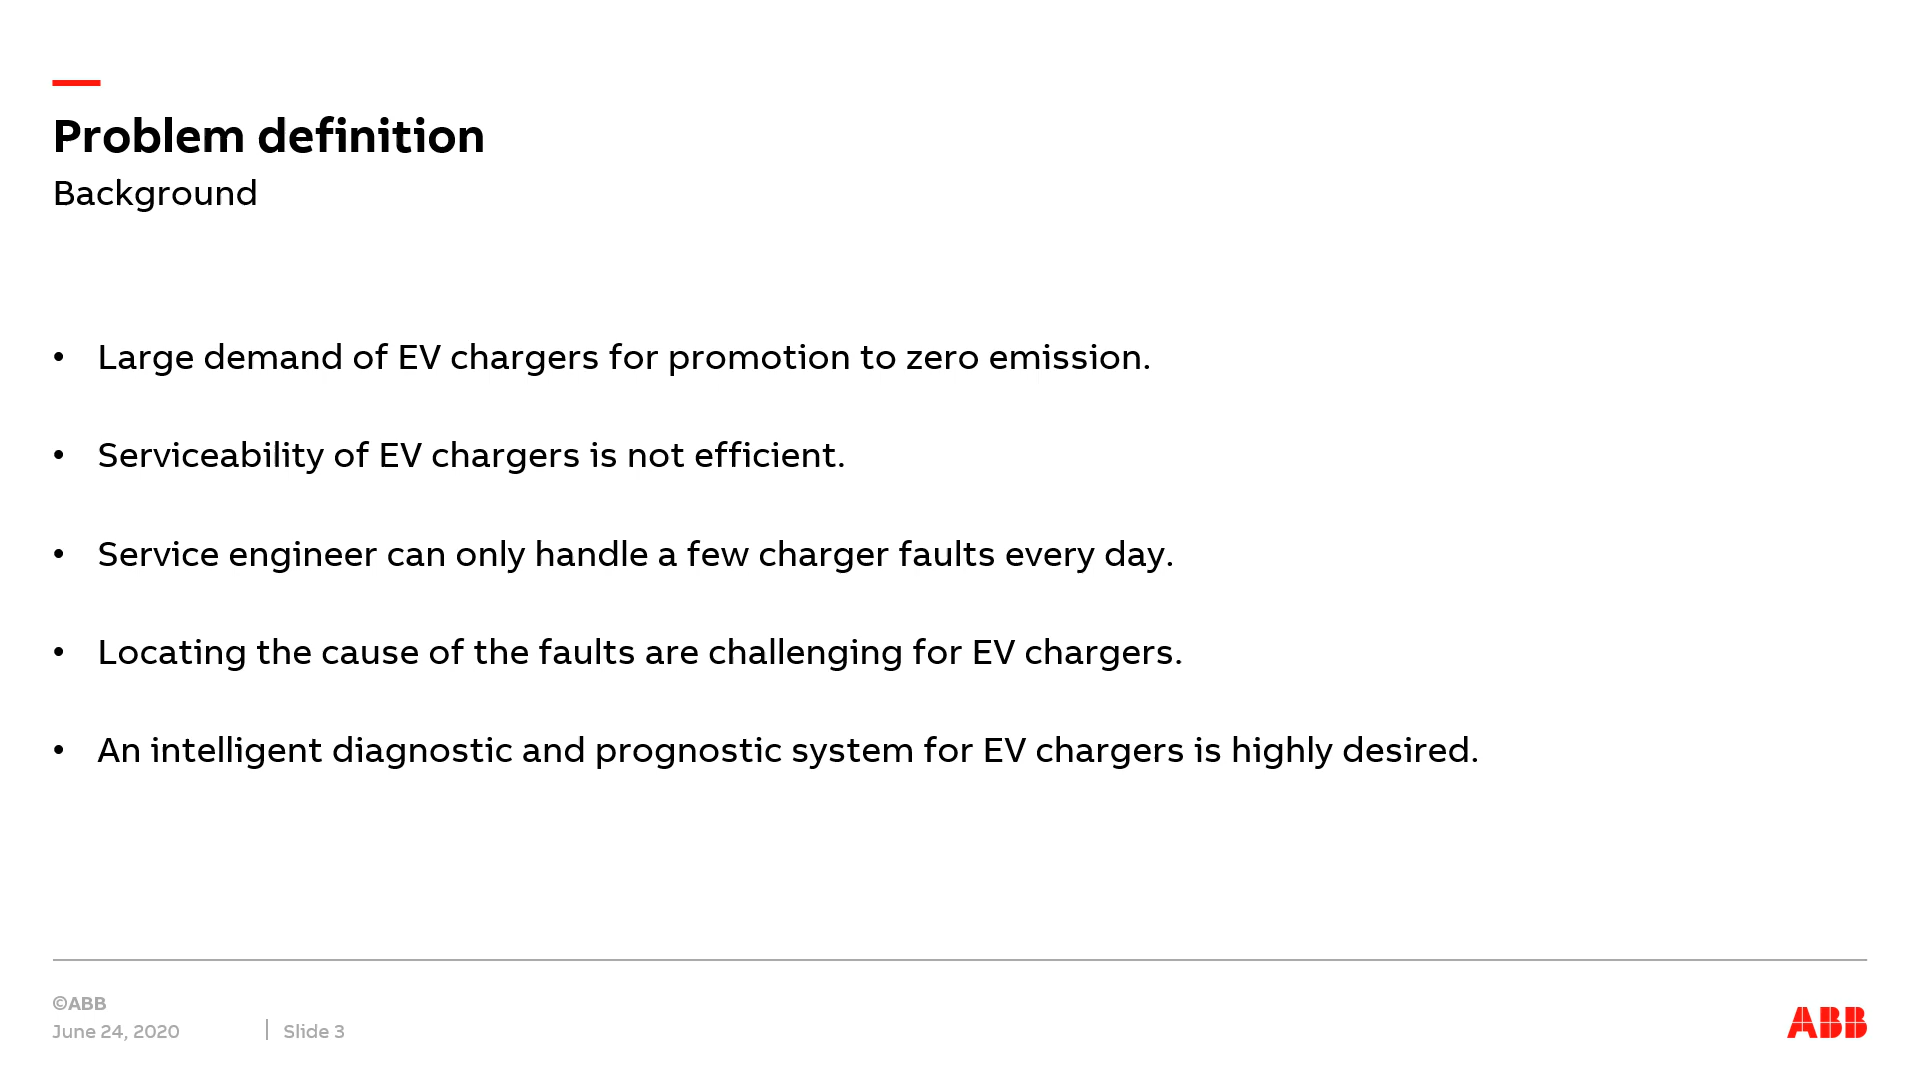 Problem definition
Background
• Large demand of EV chargers for promotion to zero emission.
• Serviceability of EV chargers is not efficient.
• Service engineer can only handle a few charger faults every day.
• Locating the cause of the faults are challenging for EV chargers.
• An intelligent diagnostic and prognostic system for EV chargers is highly desired.
©ABB
June 24, 2020 | Slide 3
ABB